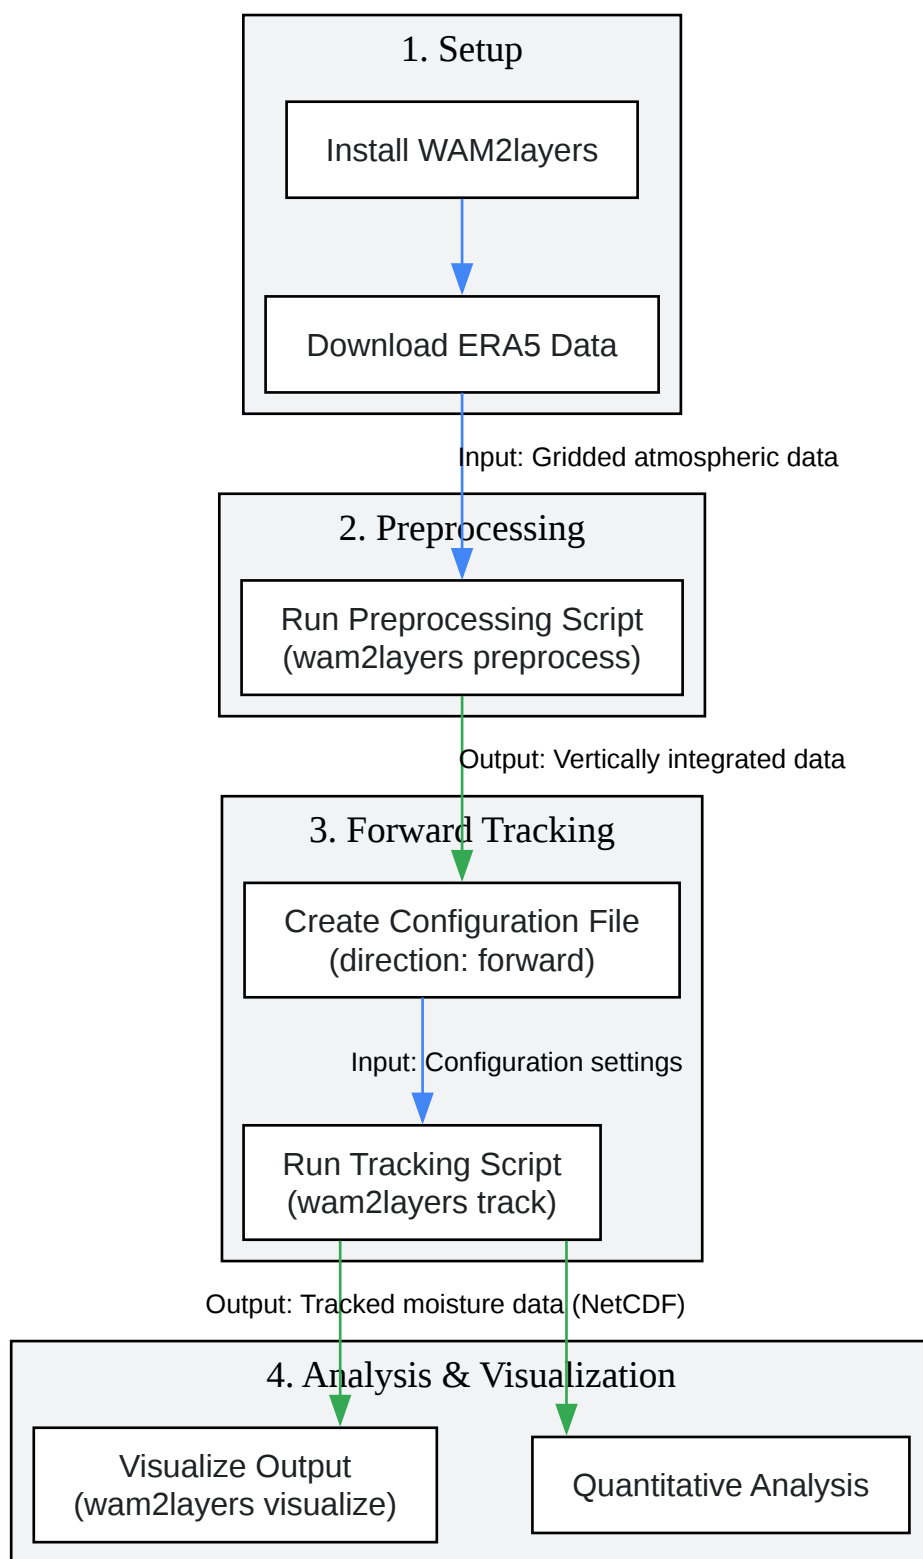 1. Setup
Install WAM2layers
Download ERA5 Data
Input: Gridded atmospheric data
2. Preprocessing
Run Preprocessing Script
(wam2layers preprocess)
Output: Vertically integrated data
3. Forward Tracking
Create Configuration File
(direction: forward)
Input: Configuration settings
Run Tracking Script
(wam2layers track)
Output: Tracked moisture data (NetCDF)
4. Analysis & Visualization
Visualize Output
(wam2layers visualize)
Quantitative Analysis